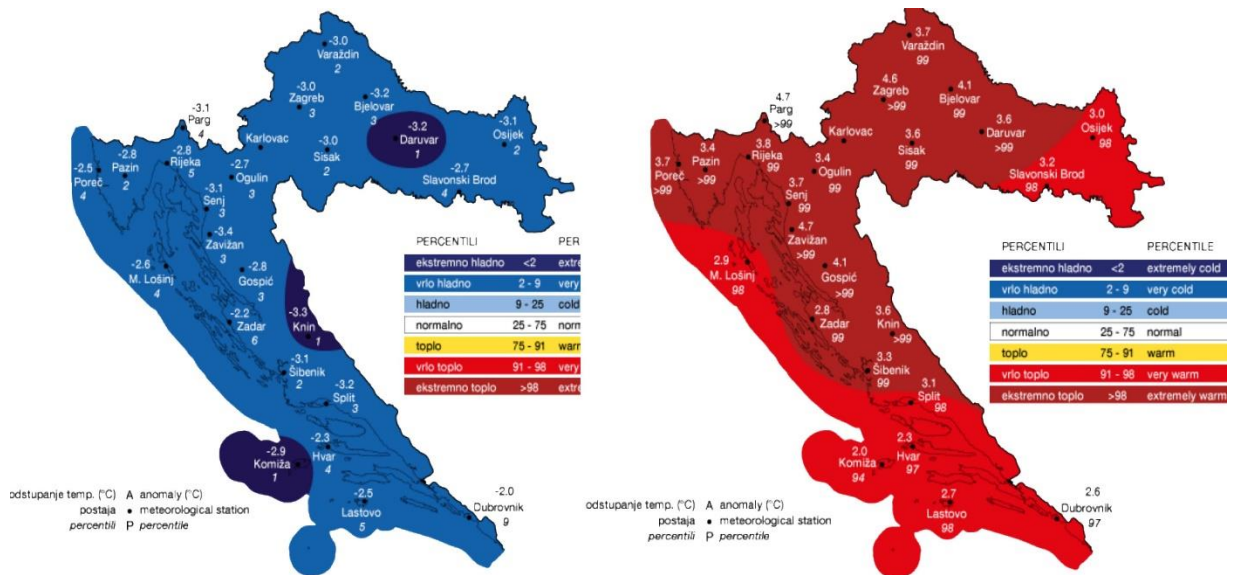 -3.0
Varaždin
2
-3.0
Zagreb
3
-3.2
Bjelovar
3
-3.1
Parg
4
-3.2
Daruvar
1
-3.1
Osijek
2
Karlovac
-3.0
Sisak
2
-2.8
Rijeka
5
-2.8
Pazin
2
-2.5
Poreč
4
-2.7
Ogulin
3
-2.7
Slavonski Brod
4
-3.1
Senj
3
-3.4
Zavižan
3
-2.6
M. Lošinj
4
-2.8
Gospić
3
-2.2
Zadar
6
-3.3
Knin
1
-3.1
Šibenik
2
-3.2
Split
3
-2.3
Hvar
4
-2.9
Komiža
1
-2.5
Lastovo
5
-2.0
Dubrovnik
9
PERCENTILI PER
ekstremno hladno <2 extre
vrlo hladno 2 - 9 very
hladno 9 - 25 cold
normalno 25 - 75 norn
toplo 75 - 91 warn
vrlo toplo 91 - 98 very
ekstremno toplo >98 extre
odstupanje temp. (°C) A anomaly (°C)
postaja • meteorological station
percentili P percentile
3.7
Varaždin
99
4.6
Zagreb
>99
4.1
Bjelovar
99
4.7
Parg
>99
3.6
Daruvar
>99
3.0
Osijek
98
Karlovac
3.6
Sisak
99
3.8
Rijeka
99
3.4
Pazin
>99
3.7
Poreč
>99
3.4
Ogulin
99
3.2
Slavonski Brod
98
3.7
Senj
99
4.7
Zavižan
>99
2.9
M. Lošinj
98
4.1
Gospić
>99
2.8
Zadar
99
3.6
Knin
>99
3.3
Šibenik
99
3.1
Split
98
2.3
Hvar
97
2.0
Komiža
94
2.7
Lastovo
98
2.6
Dubrovnik
97
PERCENTILI PERCENTILE
ekstremno hladno <2 extremely cold
vrlo hladno 2 - 9 very cold
hladno 9 - 25 cold
normalno 25 - 75 normal
toplo 75 - 91 warm
vrlo toplo 91 - 98 very warm
ekstremno toplo >98 extremely warm
odstupanje temp. (°C) A anomaly (°C)
postaja • meteorological station
percentili P percentile